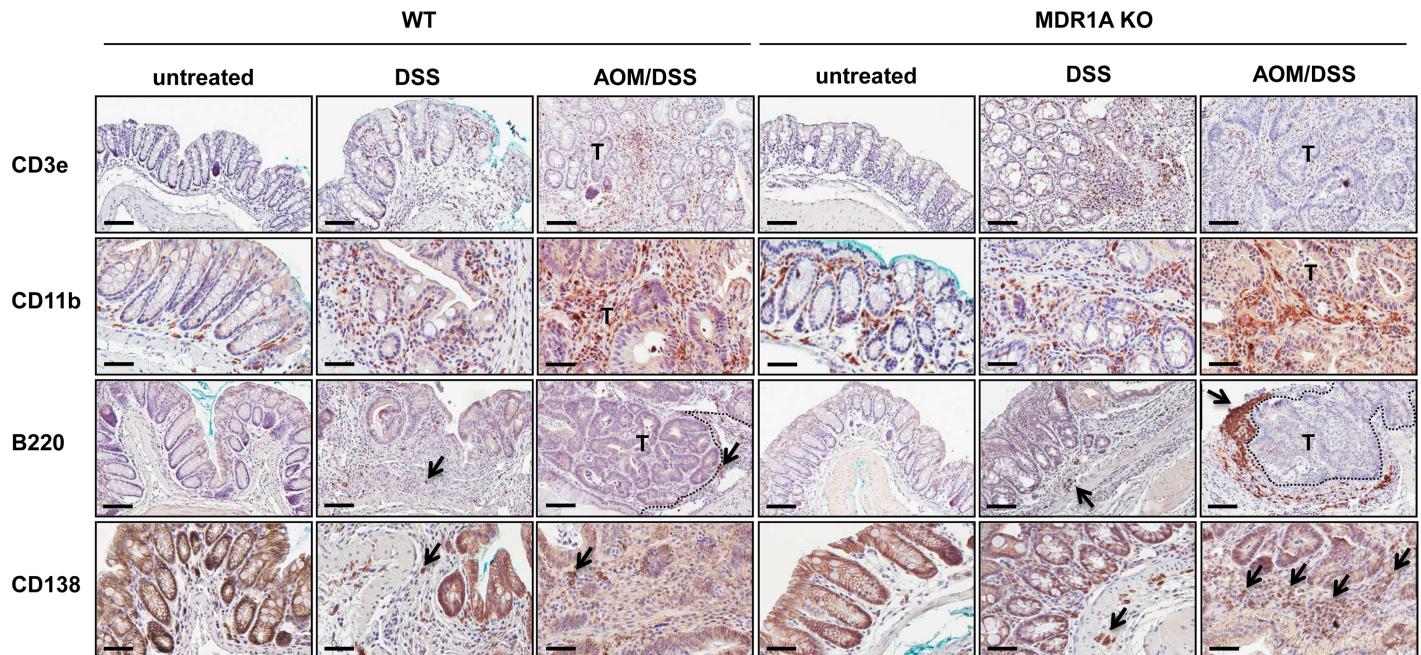 WT MDR1A KO
untreated DSS AOM/DSS untreated DSS AOM/DSS
CD3e T T
CD11b T T
B220 T T
CD138